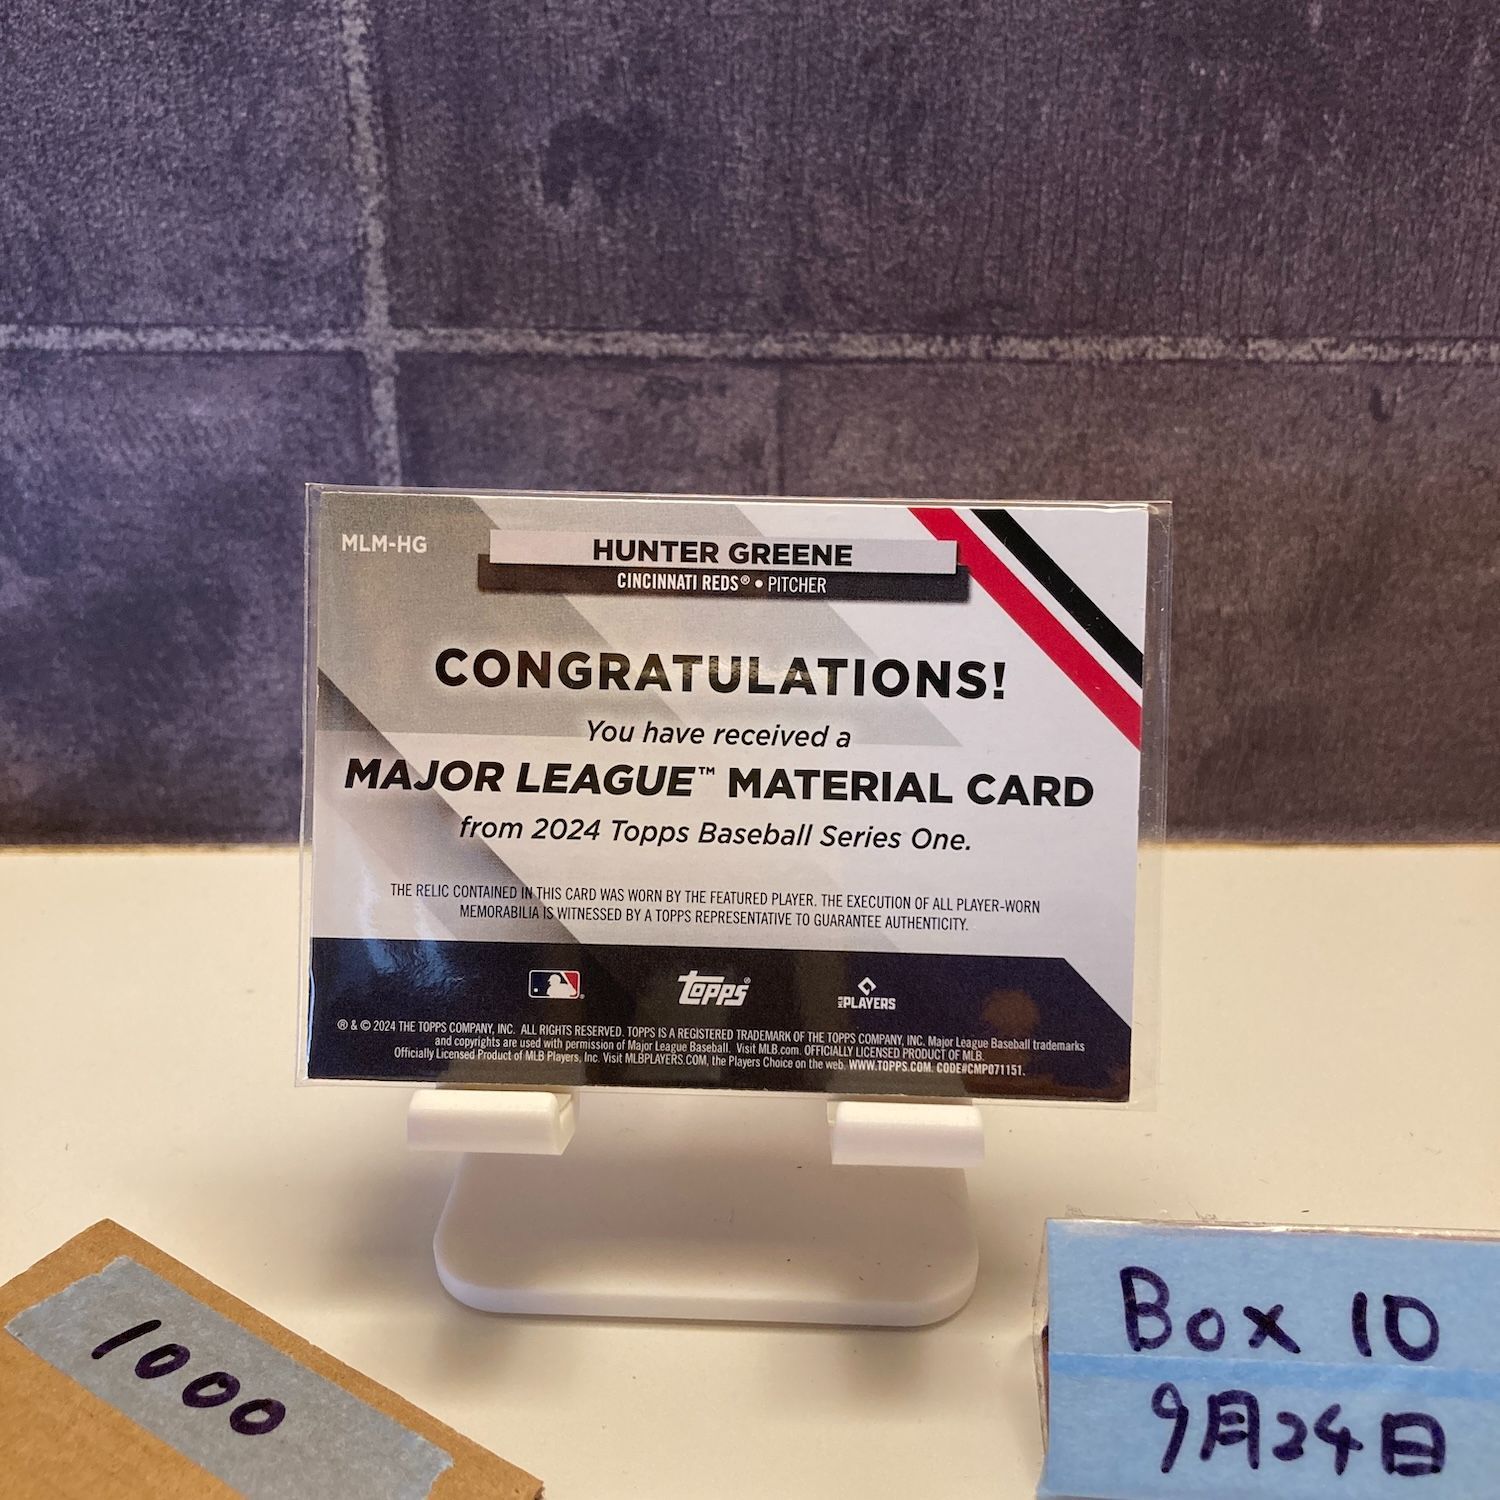 MLM-HG
HUNTER GREENE
CINCINNATI REDS® • PITCHER
CONGRATULATIONS!
You have received a
MAJOR LEAGUE™ MATERIAL CARD
from 2024 Topps Baseball Series One.
THE RELIC CONTAINED IN THIS CARD WAS WORN BY THE FEATURED PLAYER. THE EXECUTION OF ALL PLAYER-WORN
MEMORABILIA IS WITNESSED BY A TOPPS REPRESENTATIVE TO GUARANTEE AUTHENTICITY.
topps®
MLB PLAYERS
® & © 2024 THE TOPPS COMPANY, INC. ALL RIGHTS RESERVED. TOPPS IS A REGISTERED TRADEMARK OF THE TOPPS COMPANY, INC. Major League Baseball trademarks
and copyrights are used with permission of Major League Baseball. Visit MLB.com. OFFICIALLY LICENSED PRODUCT OF MLB.
Officially Licensed Product of MLB Players, Inc. Visit MLBPLAYERS.COM, the Players Choice on the web. WWW.TOPPS.COM. CODE#CMP071151.
1000
Box 10
9月24日